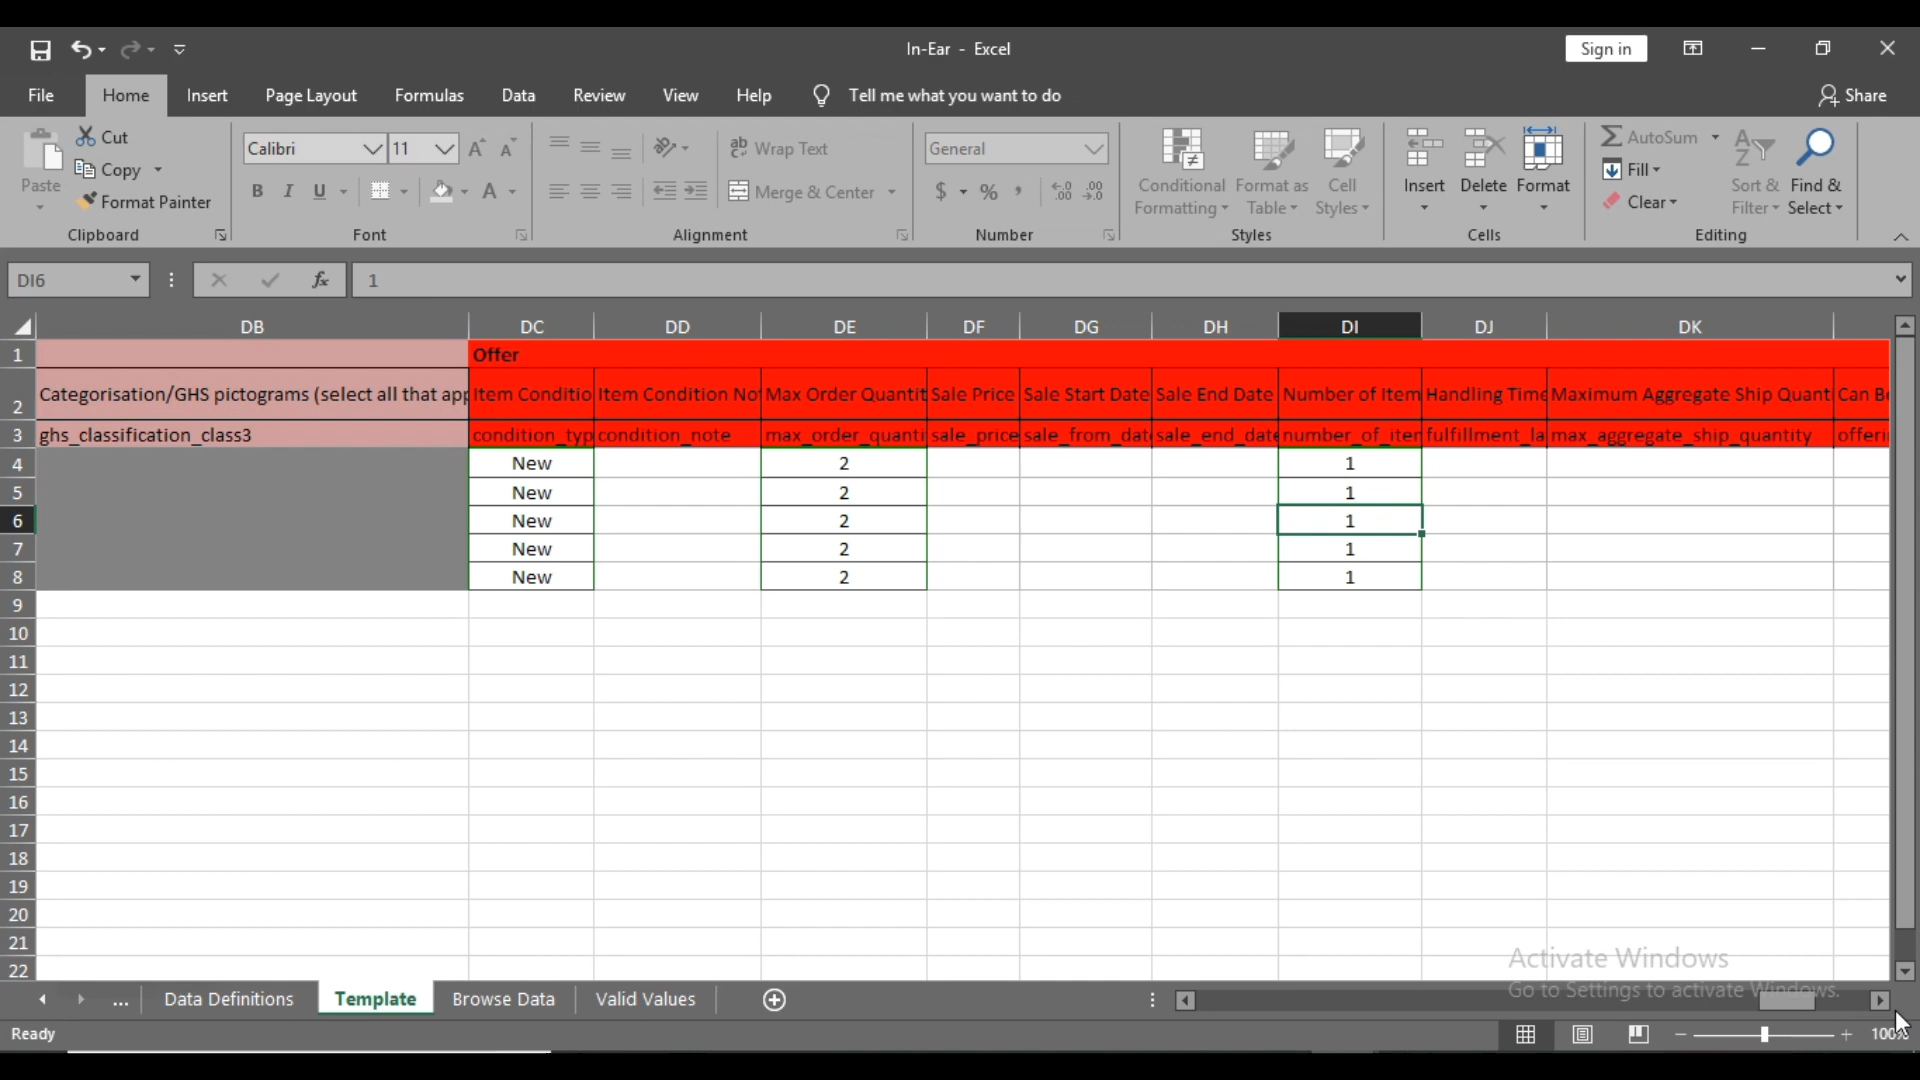 In-Ear - Excel
Sign in
File Home Insert Page Layout Formulas Data Review View Help Tell me what you want to do Share
Paste
Cut
Copy
Format Painter
Clipboard
Calibri 11
B I U A
Font
ab Wrap Text
Merge & Center
Alignment
General
$ % ,
Number
Conditional Formatting
Format as Table
Cell Styles
Styles
Insert
Delete
Format
Cells
AutoSum
Fill
Clear
Sort & Filter
Find & Select
Editing
DI6 fx 1
DB DC DD DE DF DG DH DI DJ DK
1 Offer
2 Categorisation/GHS pictograms (select all that app Item Conditio Item Condition No Max Order Quantit Sale Price Sale Start Date Sale End Date Number of Item Handling Time Maximum Aggregate Ship Quant Can B
3 ghs_classification_class3 condition_typ condition_note max_order_quanti sale_price sale_from_dat sale_end_date number_of_iter fulfillment_la max_aggregate_ship_quantity offeri
4 New 2 1
5 New 2 1
6 New 2 1
7 New 2 1
8 New 2 1
9
10
11
12
13
14
15
16
17
18
19
20
21
22
Activate Windows
Go to Settings to activate Windows.
... Data Definitions Template Browse Data Valid Values
Ready 100%